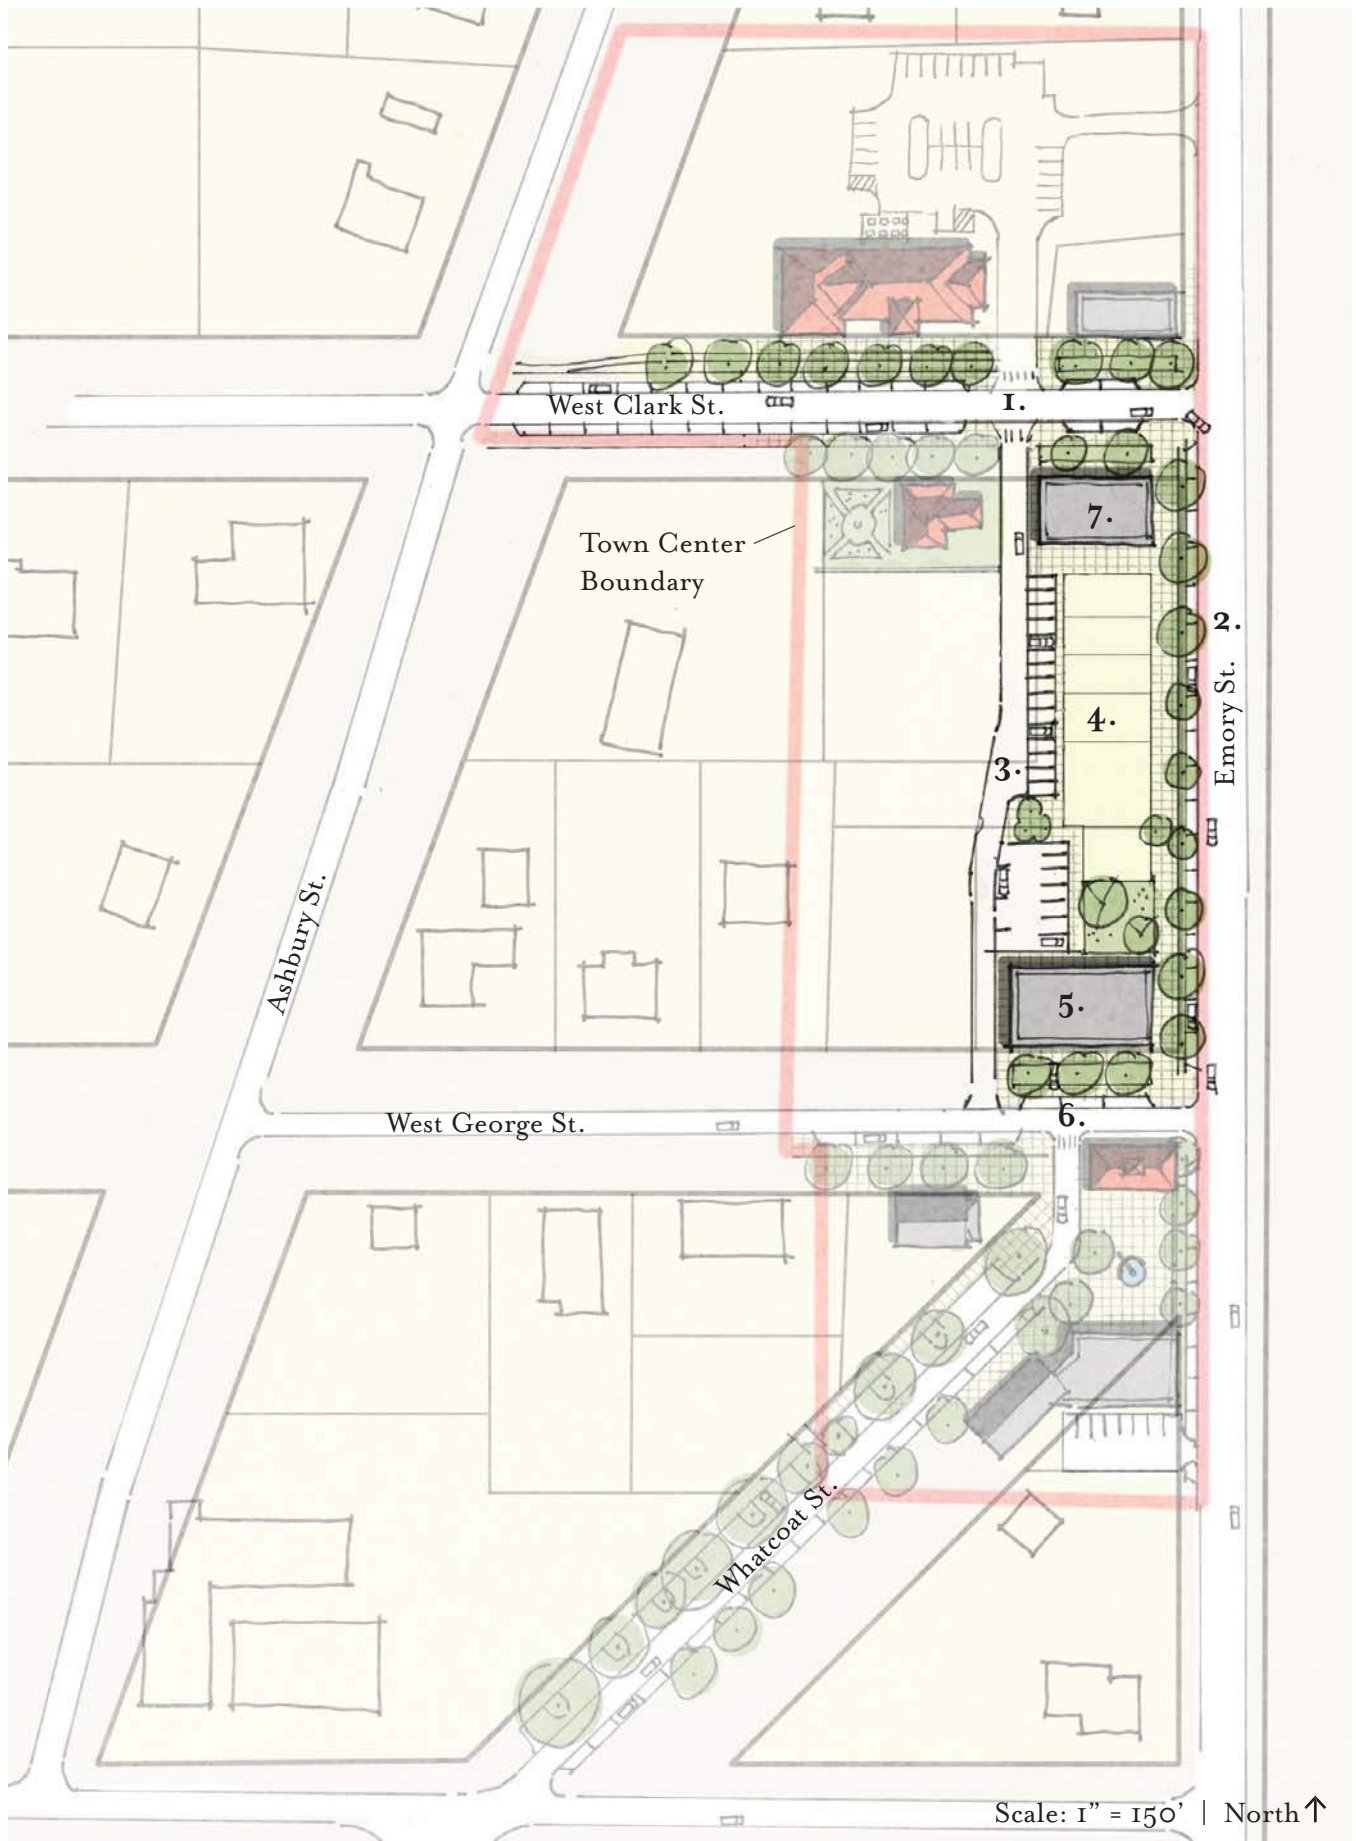 West Clark St.
1.
7.
Town Center
Boundary
2.
Emory St.
4.
3.
Ashbury St.
5.
West George St.
6.
Whatcoat St.
Scale: 1" = 150' | North ↑